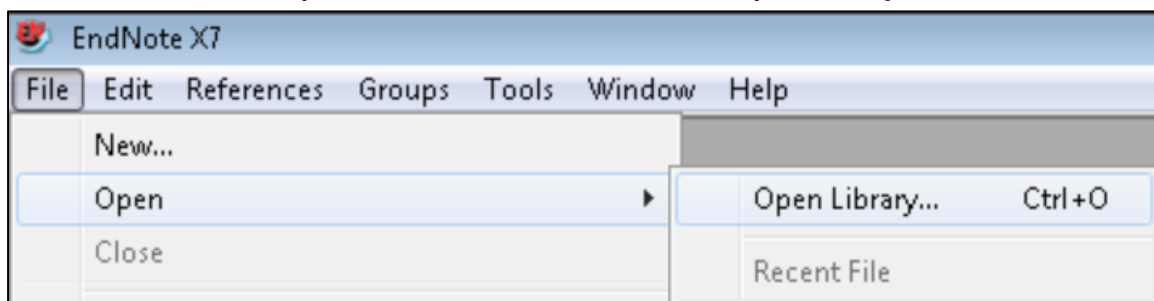 EndNote X7
File Edit References Groups Tools Window Help
New...
Open
Open Library... Ctrl+O
Close
Recent File